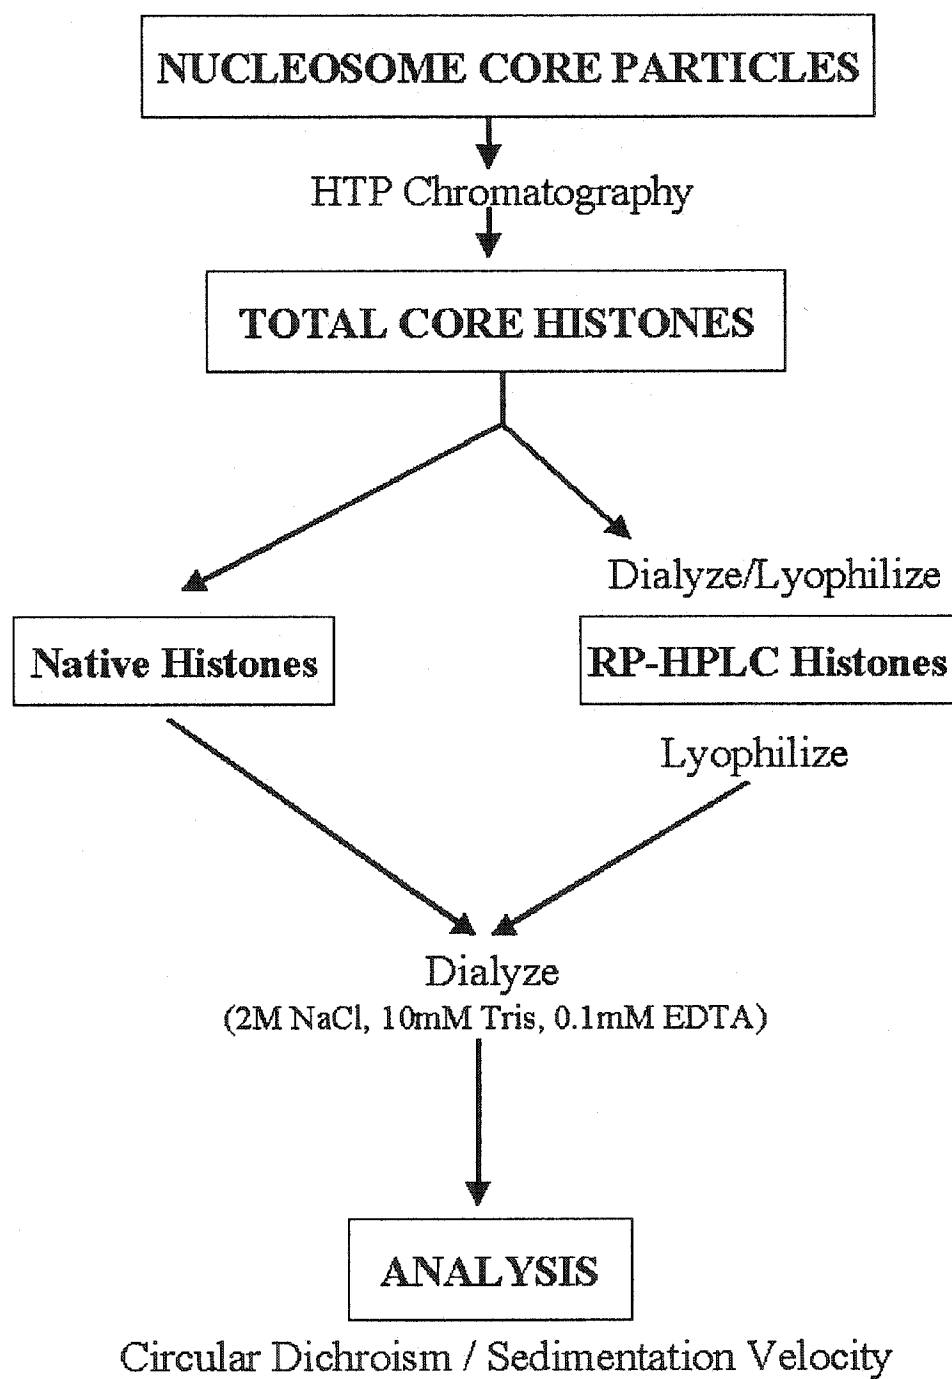 NUCLEOSOME CORE PARTICLES
HTP Chromatography
TOTAL CORE HISTONES
Dialyze/Lyophilize
Native Histones
RP-HPLC Histones
Lyophilize
Dialyze
(2M NaCl, 10mM Tris, 0.1mM EDTA)
ANALYSIS
Circular Dichroism / Sedimentation Velocity